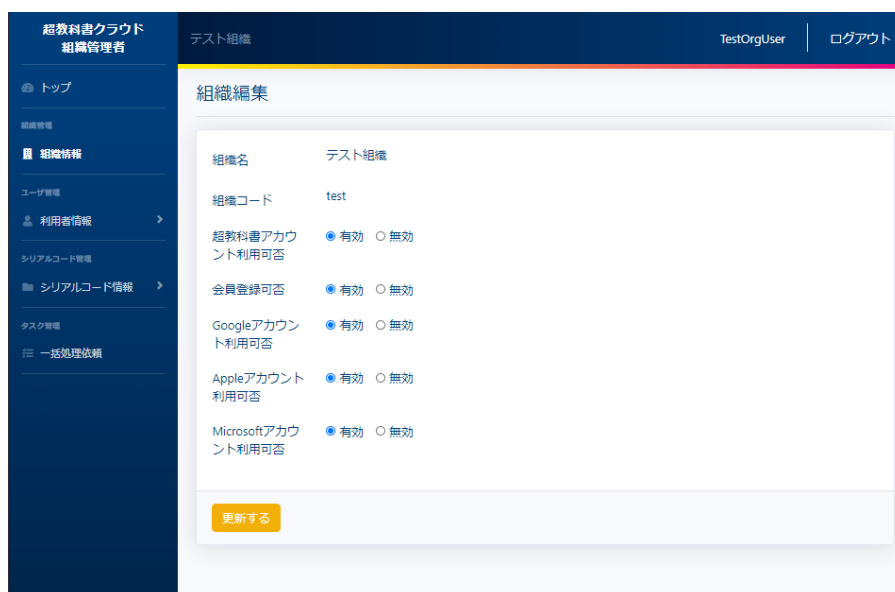 超教科書クラウド
組織管理者
テスト組織
TestOrgUser
ログアウト
トップ
組織管理
組織情報
ユーザ管理
利用者情報
シリアルコード管理
シリアルコード情報
タスク管理
一括処理依頼
組織編集
組織名
テスト組織
組織コード
test
超教科書アカウ
ント利用可否
有効 無効
会員登録可否
有効 無効
Googleアカウン
ト利用可否
有効 無効
Appleアカウント
利用可否
有効 無効
Microsoftアカウ
ント利用可否
有効 無効
更新する